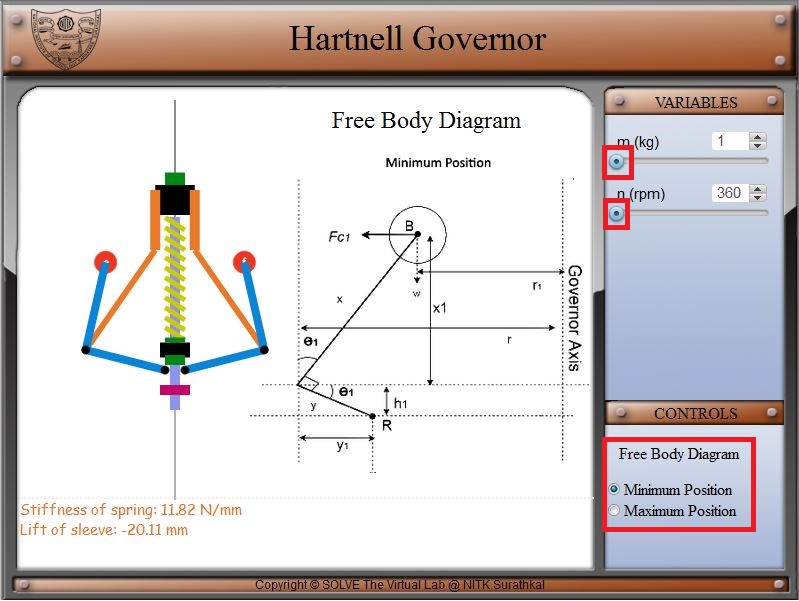 NITK
Hartnell Governor
Free Body Diagram
Minimum Position
B
Fc1
w
r1
x
x1
Governor Axis
r
Θ1
Θ1
y
h1
R
y1
Stiffness of spring: 11.82 N/mm
Lift of sleeve: -20.11 mm
VARIABLES
m (kg) 1
n (rpm) 360
CONTROLS
Free Body Diagram
Minimum Position
Maximum Position
Copyright © SOLVE The Virtual Lab @ NITK Surathkal